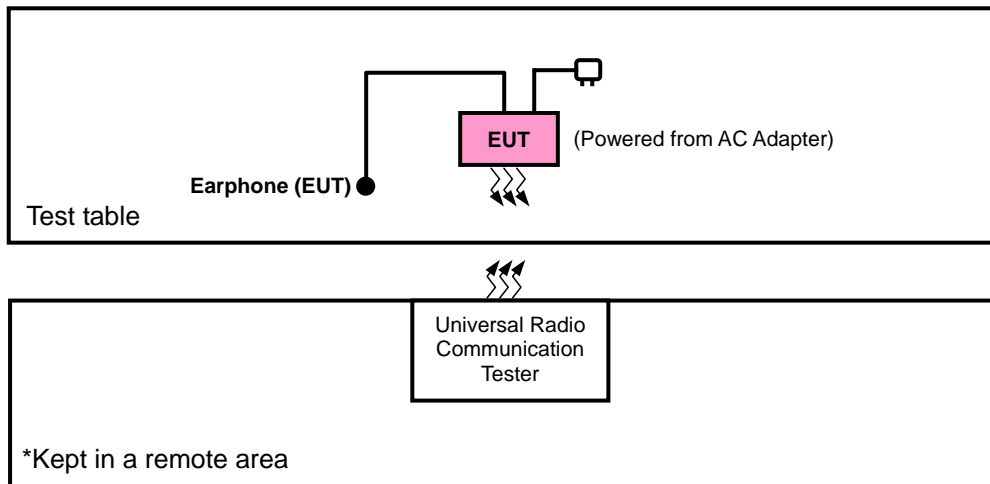 EUT
(Powered from AC Adapter)
Earphone (EUT)
Test table
Universal Radio
Communication
Tester
*Kept in a remote area